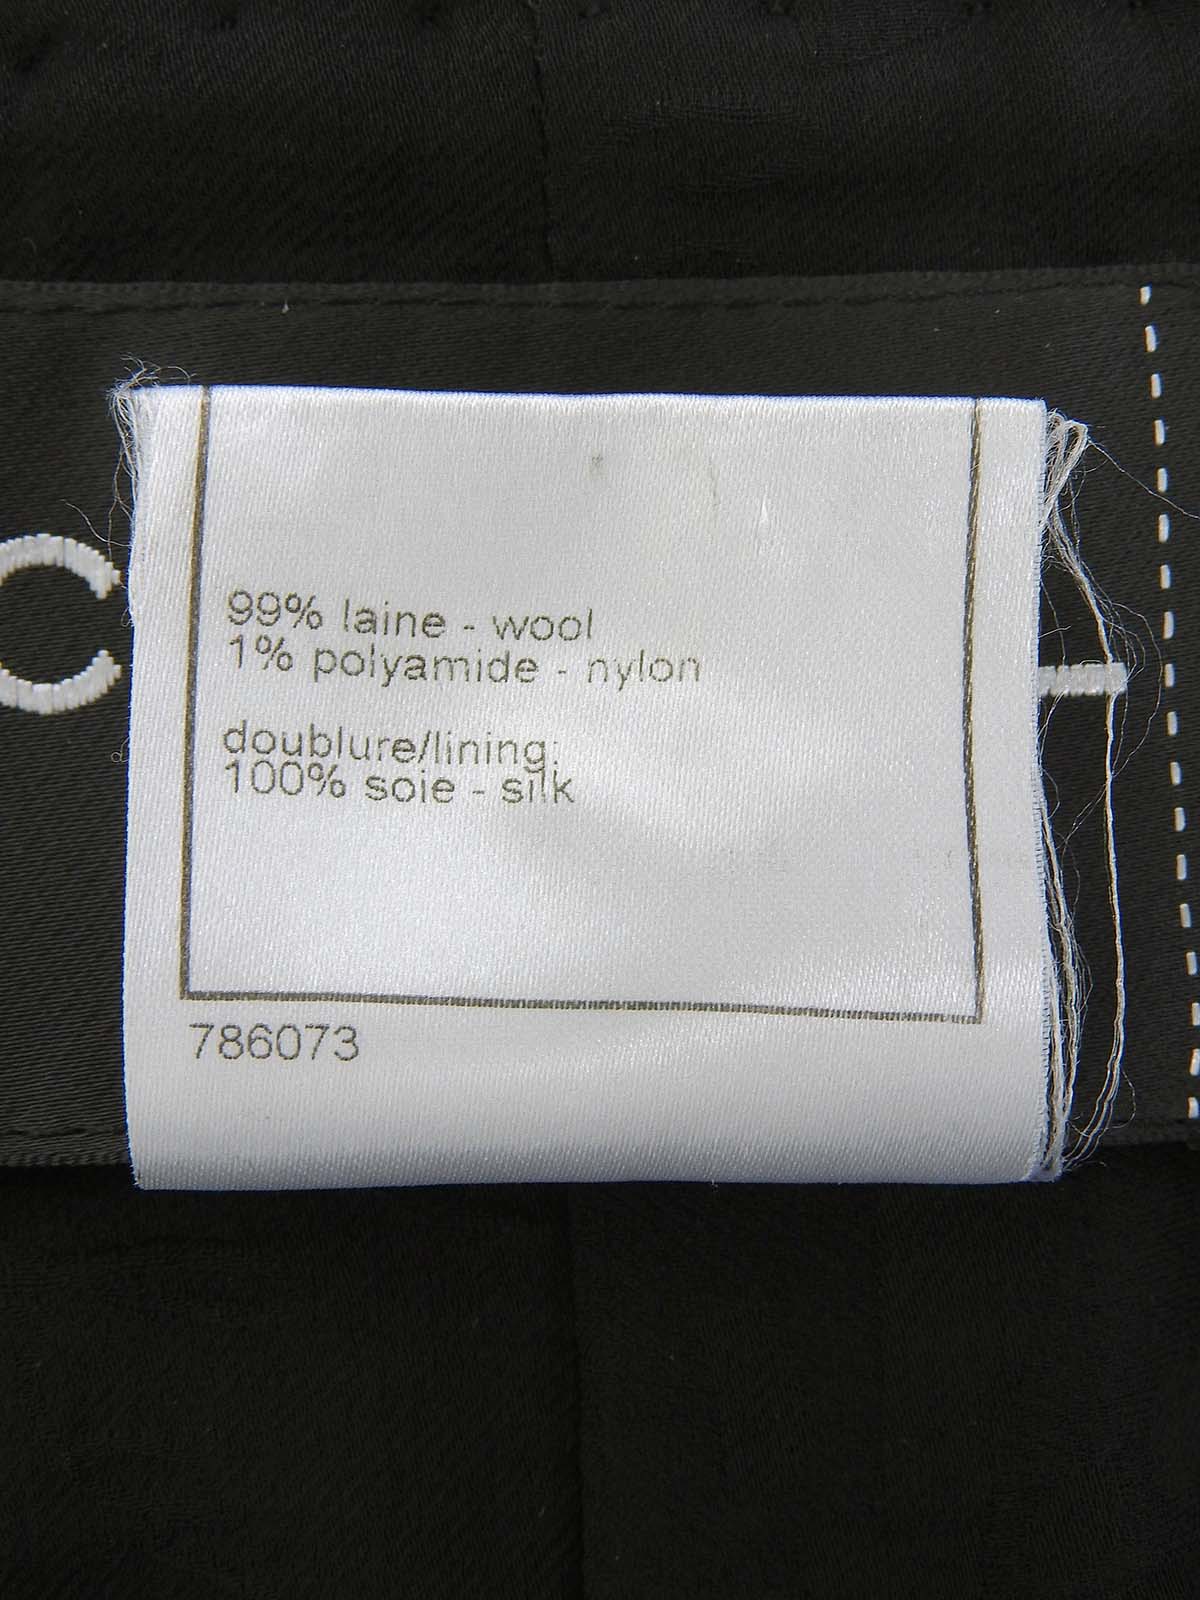 99% laine - wool
1% polyamide - nylon
doublure/lining:
100% soie - silk
786073
C